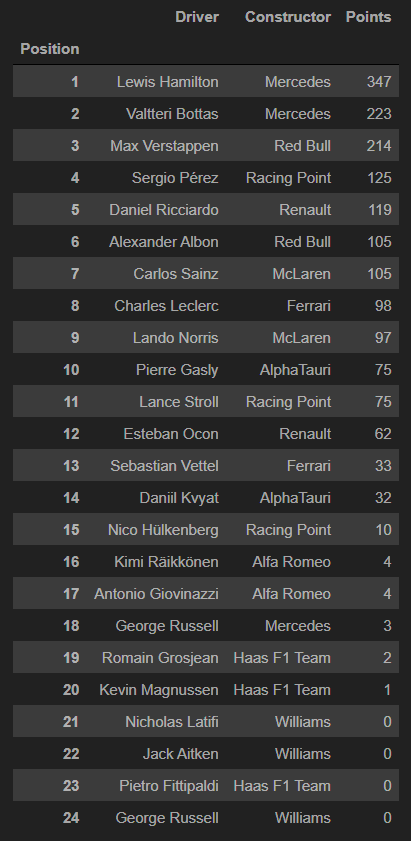 Driver Constructor Points
Position
1 Lewis Hamilton Mercedes 347
2 Valtteri Bottas Mercedes 223
3 Max Verstappen Red Bull 214
4 Sergio Pérez Racing Point 125
5 Daniel Ricciardo Renault 119
6 Alexander Albon Red Bull 105
7 Carlos Sainz McLaren 105
8 Charles Leclerc Ferrari 98
9 Lando Norris McLaren 97
10 Pierre Gasly AlphaTauri 75
11 Lance Stroll Racing Point 75
12 Esteban Ocon Renault 62
13 Sebastian Vettel Ferrari 33
14 Daniil Kvyat AlphaTauri 32
15 Nico Hülkenberg Racing Point 10
16 Kimi Räikkönen Alfa Romeo 4
17 Antonio Giovinazzi Alfa Romeo 4
18 George Russell Mercedes 3
19 Romain Grosjean Haas F1 Team 2
20 Kevin Magnussen Haas F1 Team 1
21 Nicholas Latifi Williams 0
22 Jack Aitken Williams 0
23 Pietro Fittipaldi Haas F1 Team 0
24 George Russell Williams 0